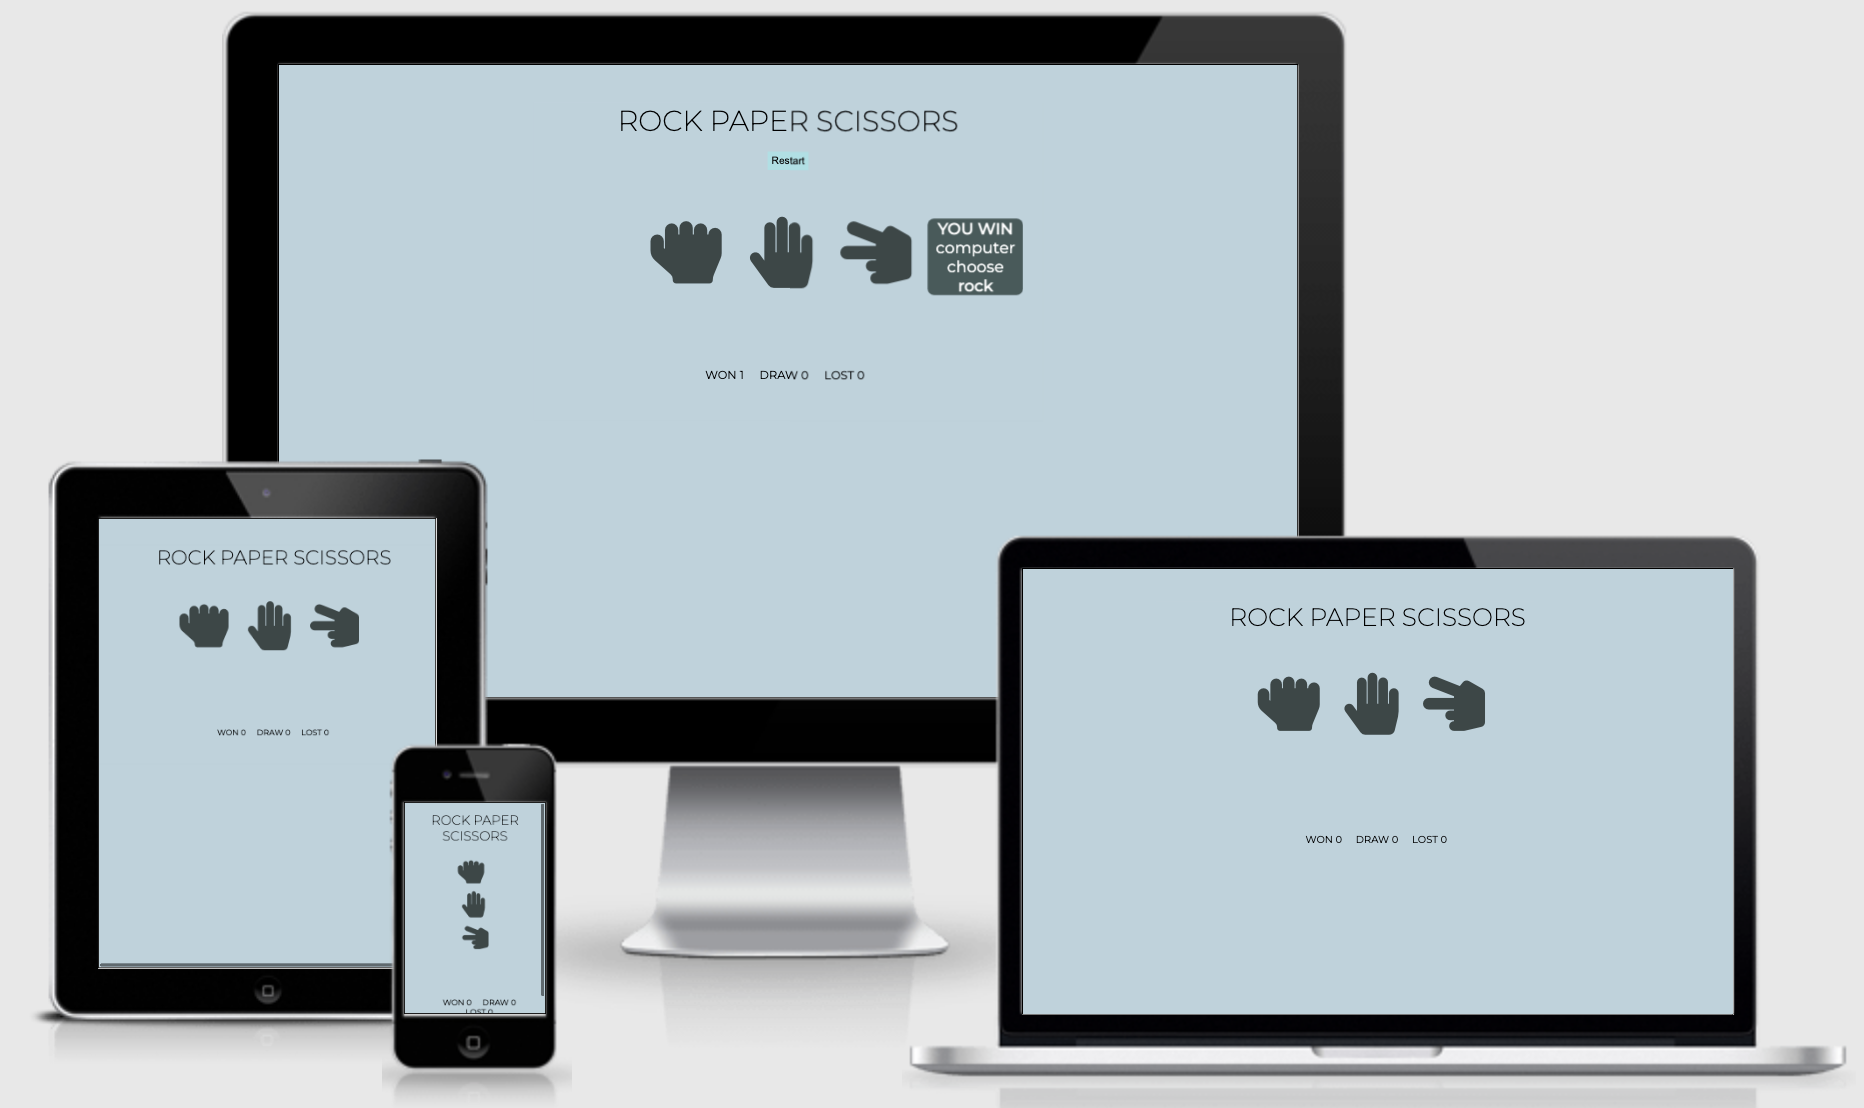 ROCK PAPER SCISSORS
Restart
YOU WIN
computer
choose
rock
WON 1 DRAW 0 LOST 0
ROCK PAPER SCISSORS
WON 0 DRAW 0 LOST 0
ROCK PAPER
SCISSORS
WON 0 DRAW 0
LOST 0
ROCK PAPER SCISSORS
WON 0 DRAW 0 LOST 0